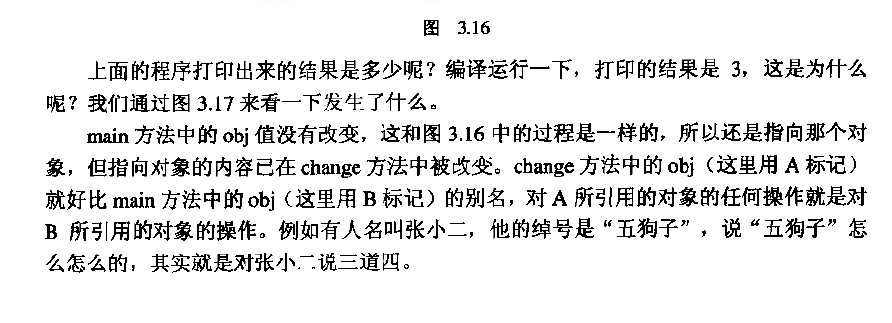 图 3.16
上面的程序打印出来的结果是多少呢？编译运行一下，打印的结果是 3，这是为什么
呢？我们通过图 3.17 来看一下发生了什么。
main 方法中的 obj 值没有改变，这和图 3.16 中的过程是一样的，所以还是指向那个对
象，但指向对象的内容已在 change 方法中被改变。change 方法中的 obj（这里用 A 标记）
就好比 main 方法中的 obj（这里用 B 标记）的别名，对 A 所引用的对象的任何操作就是对
B 所引用的对象的操作。例如有人名叫张小二，他的绰号是“五狗子”，说“五狗子”怎
么怎么的，其实就是对张小二说三道四。